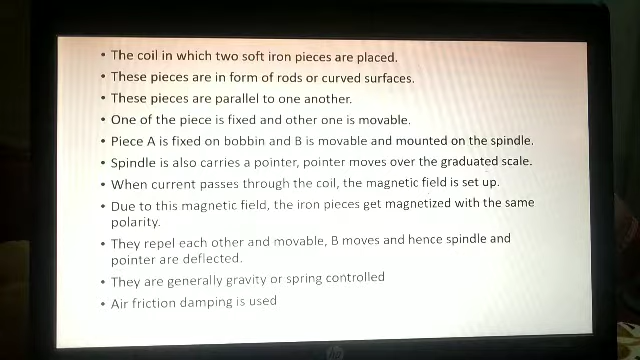 • The coil in which two soft iron pieces are placed.
• These pieces are in form of rods or curved surfaces.
• These pieces are parallel to one another.
• One of the piece is fixed and other one is movable.
• Piece A is fixed on bobbin and B is movable and mounted on the spindle.
• Spindle is also carries a pointer, pointer moves over the graduated scale.
• When current passes through the coil, the magnetic field is set up.
• Due to this magnetic field, the iron pieces get magnetized with the same
polarity.
• They repel each other and movable, B moves and hence spindle and
pointer are deflected.
• They are generally gravity or spring controlled
• Air friction damping is used
hp